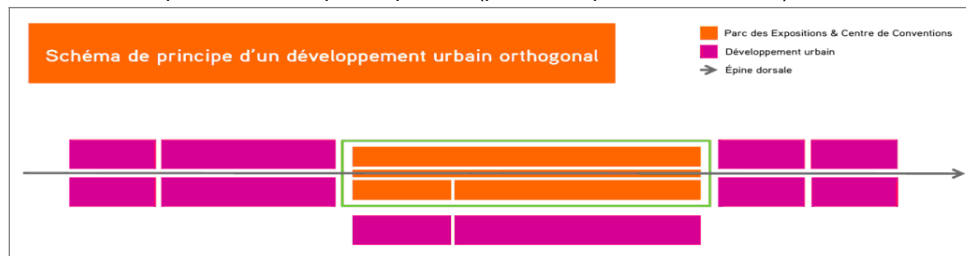 Schéma de principe d'un développement urbain orthogonal
Parc des Expositions & Centre de Conventions
Développement urbain
Épine dorsale